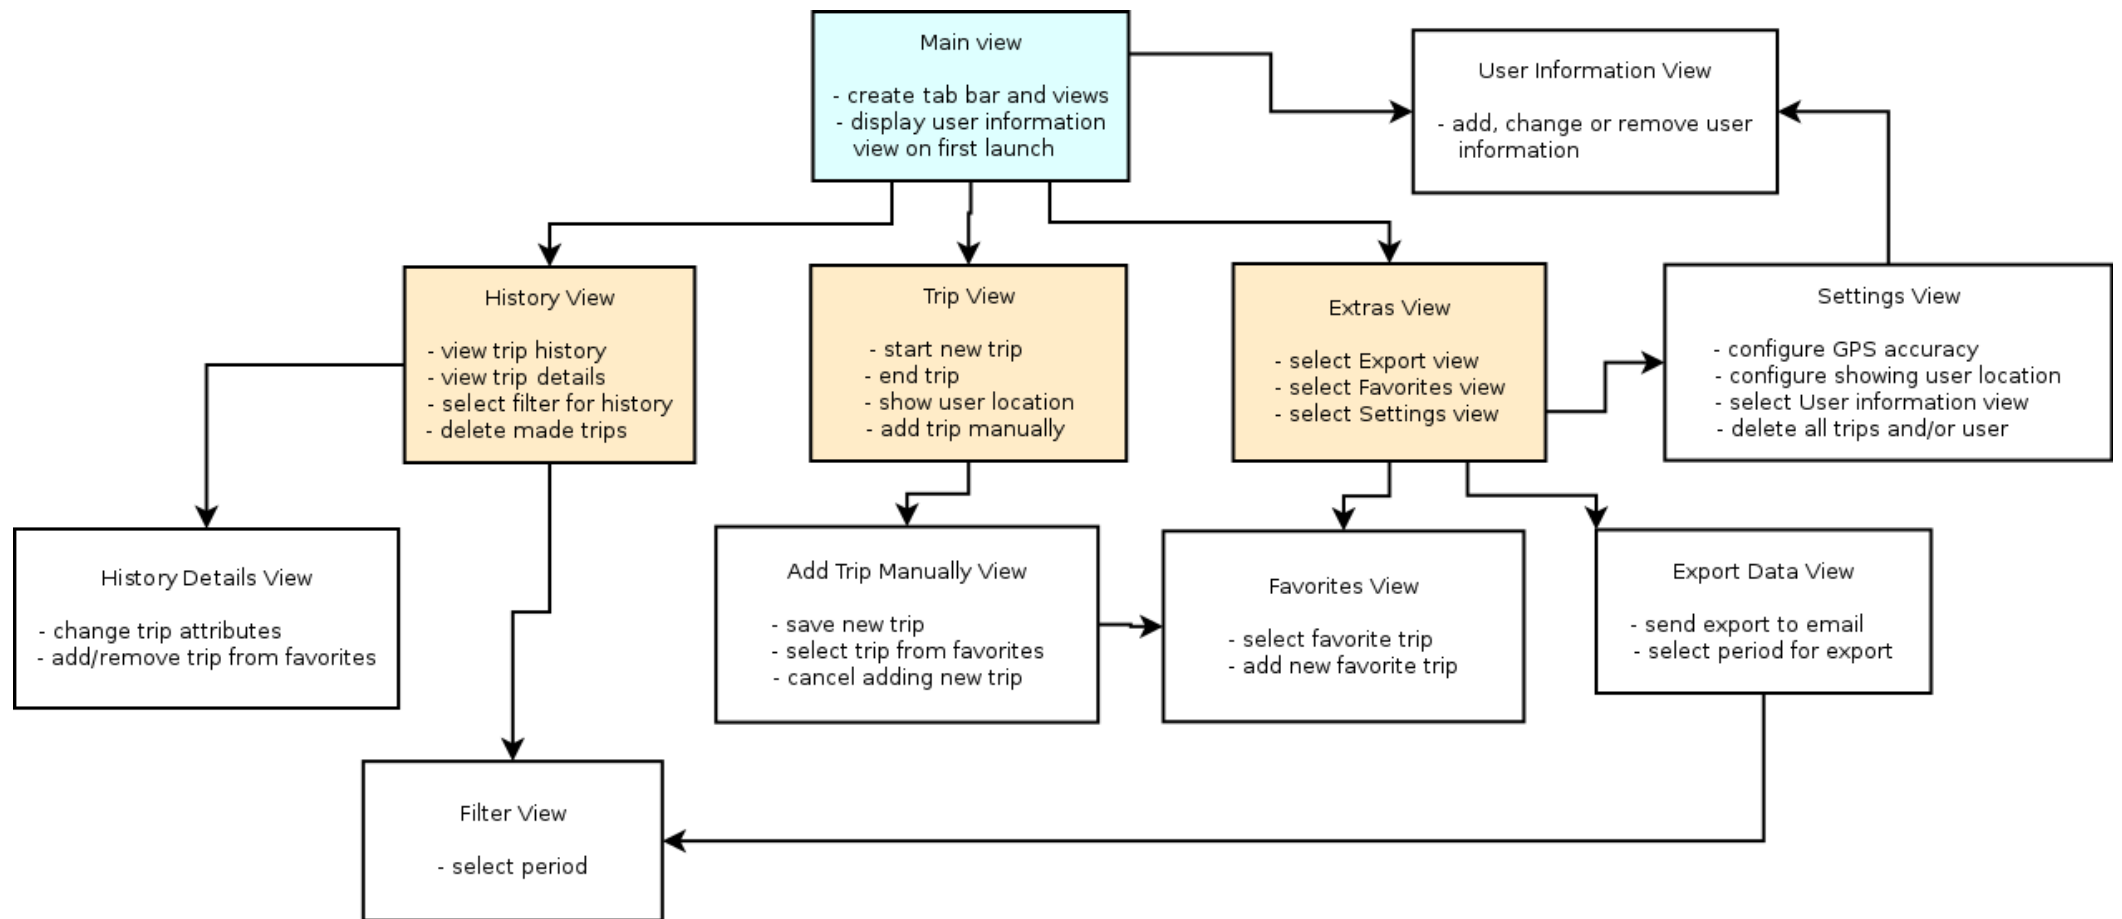 Main view
- create tab bar and views
- display user information
view on first launch
User Information View
- add, change or remove user
information
History View
- view trip history
- view trip details
- select filter for history
- delete made trips
Trip View
- start new trip
- end trip
- show user location
- add trip manually
Extras View
- select Export view
- select Favorites view
- select Settings view
Settings View
- configure GPS accuracy
- configure showing user location
- select User information view
- delete all trips and/or user
History Details View
- change trip attributes
- add/remove trip from favorites
Add Trip Manually View
- save new trip
- select trip from favorites
- cancel adding new trip
Favorites View
- select favorite trip
- add new favorite trip
Export Data View
- send export to email
- select period for export
Filter View
- select period